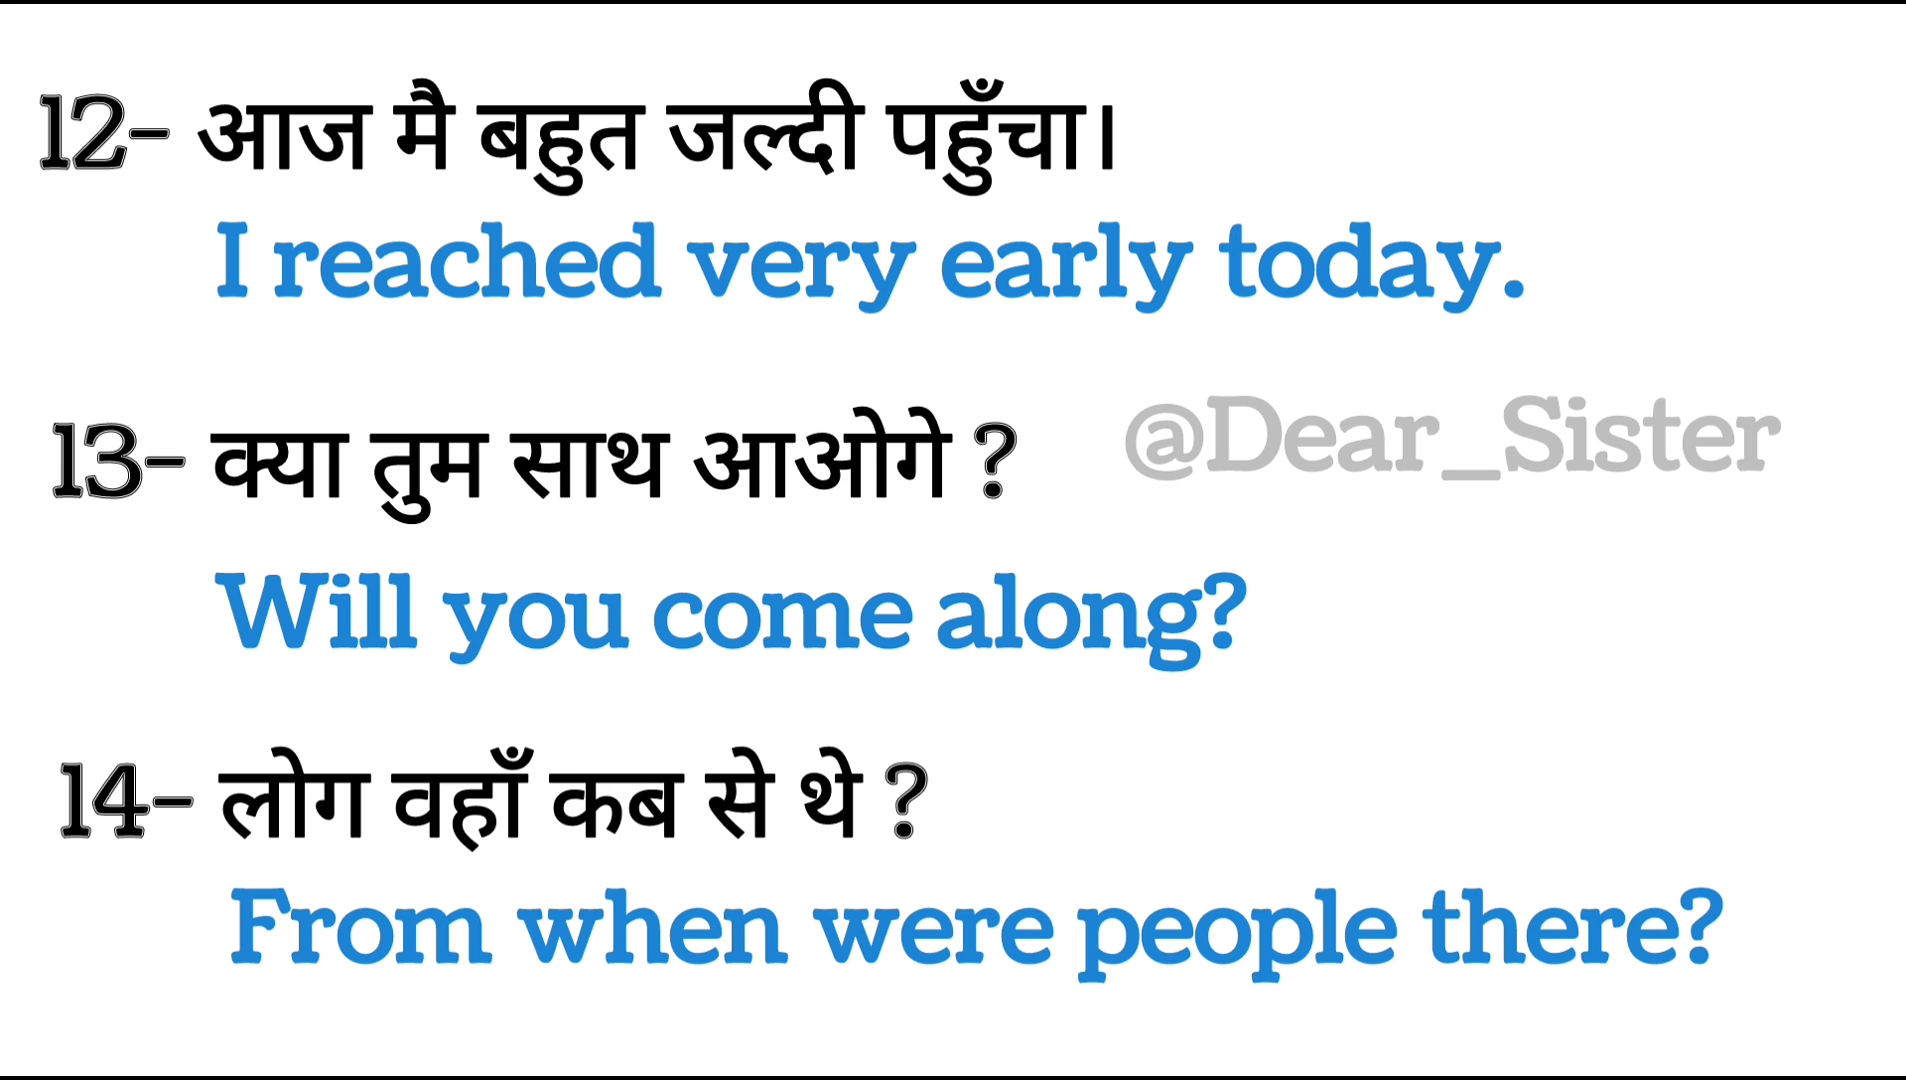 12- आज मै बहुत जल्दी पहुँचा।
I reached very early today.
13- क्या तुम साथ आओगे ? @Dear_Sister
Will you come along?
14- लोग वहाँ कब से थे ?
From when were people there?